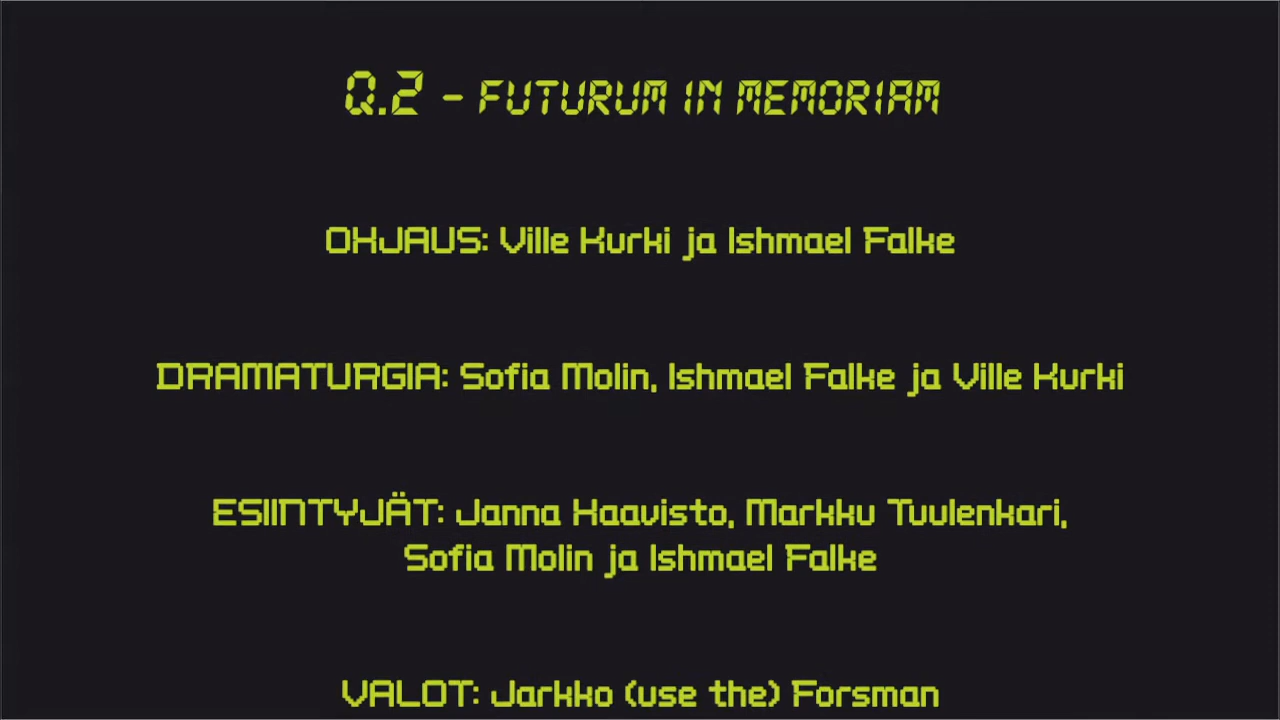 Q.2 - FUTURUM IN MEMORIAM
OHJAUS: Ville Kurki ja Ishmael Falke
DRAMATURGIA: Sofia Molin, Ishmael Falke ja Ville Kurki
ESIINTYJÄT: Janna Haavisto, Markku Tuulenkari,
Sofia Molin ja Ishmael Falke
VALOT: Jarkko (use the) Forsman